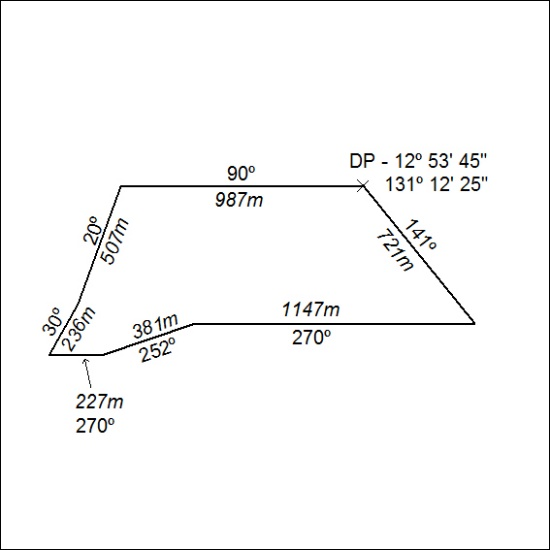 90º
987m
DP - 12º 53' 45"
131º 12' 25"
141º
721m
20º
507m
30º
236m
381m
252º
1147m
270º
227m
270º